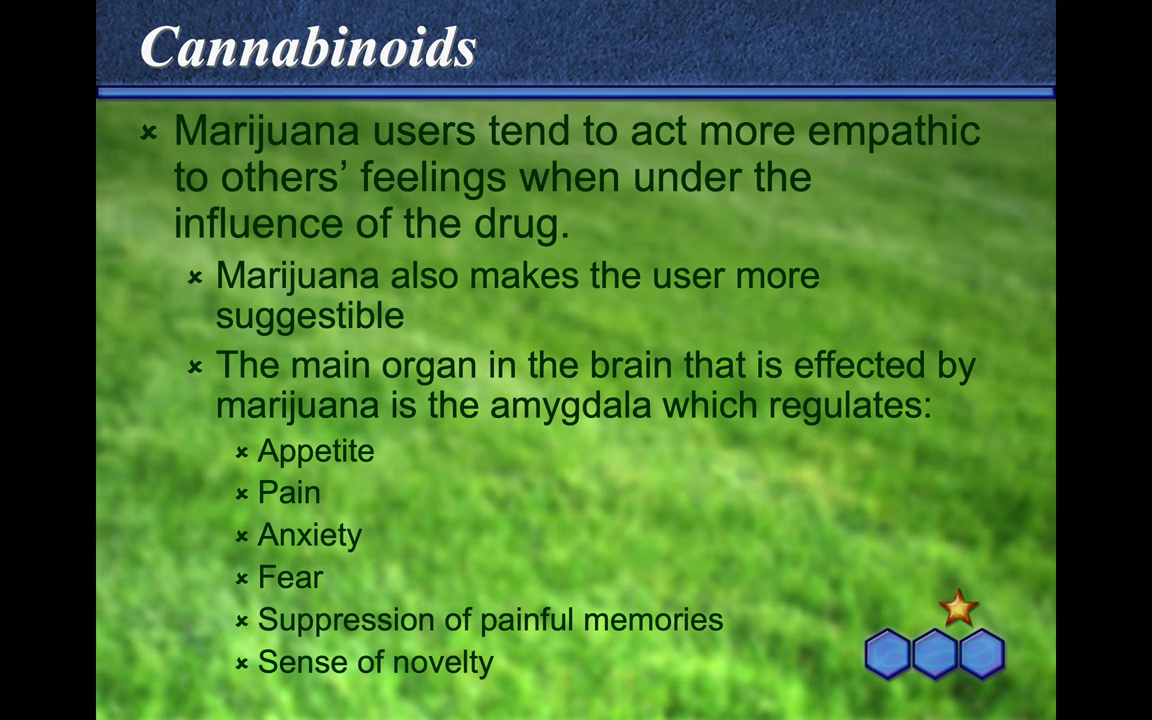 Cannabinoids
Marijuana users tend to act more empathic
to others’ feelings when under the
influence of the drug.
Marijuana also makes the user more
suggestible
The main organ in the brain that is effected by
marijuana is the amygdala which regulates:
Appetite
Pain
Anxiety
Fear
Suppression of painful memories
Sense of novelty